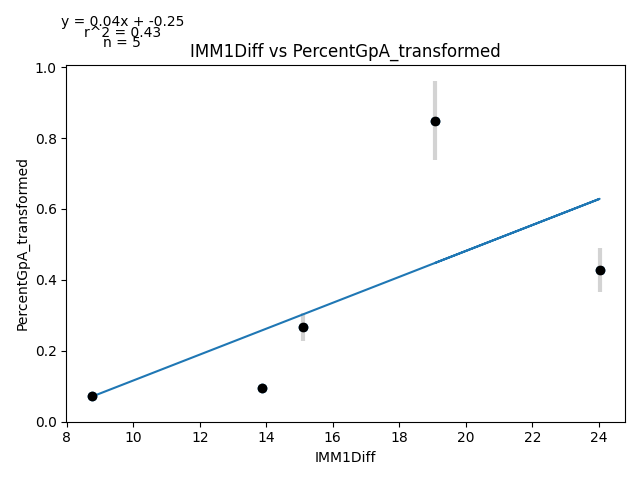 y = 0.04x + -0.25
r^2 = 0.43
n = 5
IMM1Diff vs PercentGpA_transformed
1.0
0.8
0.6
0.4
0.2
0.0
PercentGpA_transformed
8 10 12 14 16 18 20 22 24
IMM1Diff